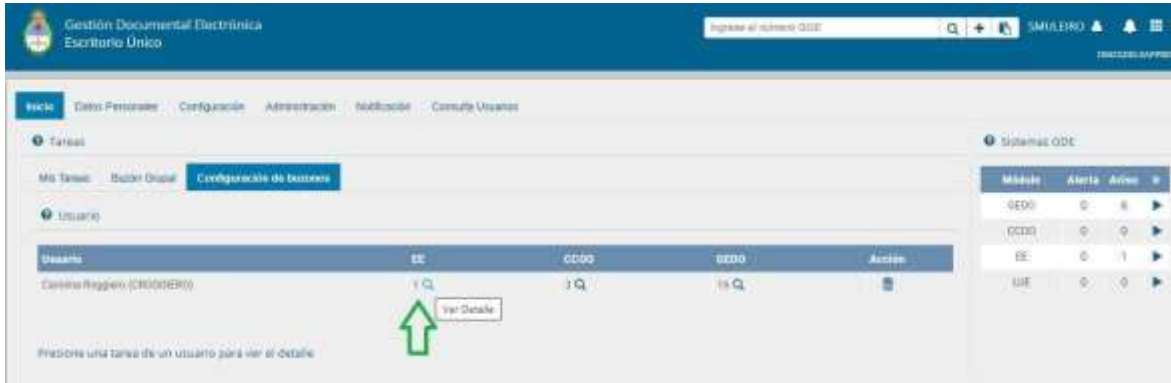 Gestión Documental Electrónica
Escritorio Único
Ingrese el número GDE
SMULEIRO
Inicio Datos Personales Configuración Administración Notificación Consulta Usuarios
Tareas
Sistemas GDE
Mis Tareas Buzón Grupal Configuración de buzones
Módulo Alerta Aviso
Usuario
GEDO 0
CCOO 0 0
Usuario EE CCOO GEDO Acción
EE 0 1
LUE 0 0
Carolina Roggiero 1 3 16
Ver Detalle
Presione una tarea de un usuario para ver el detalle